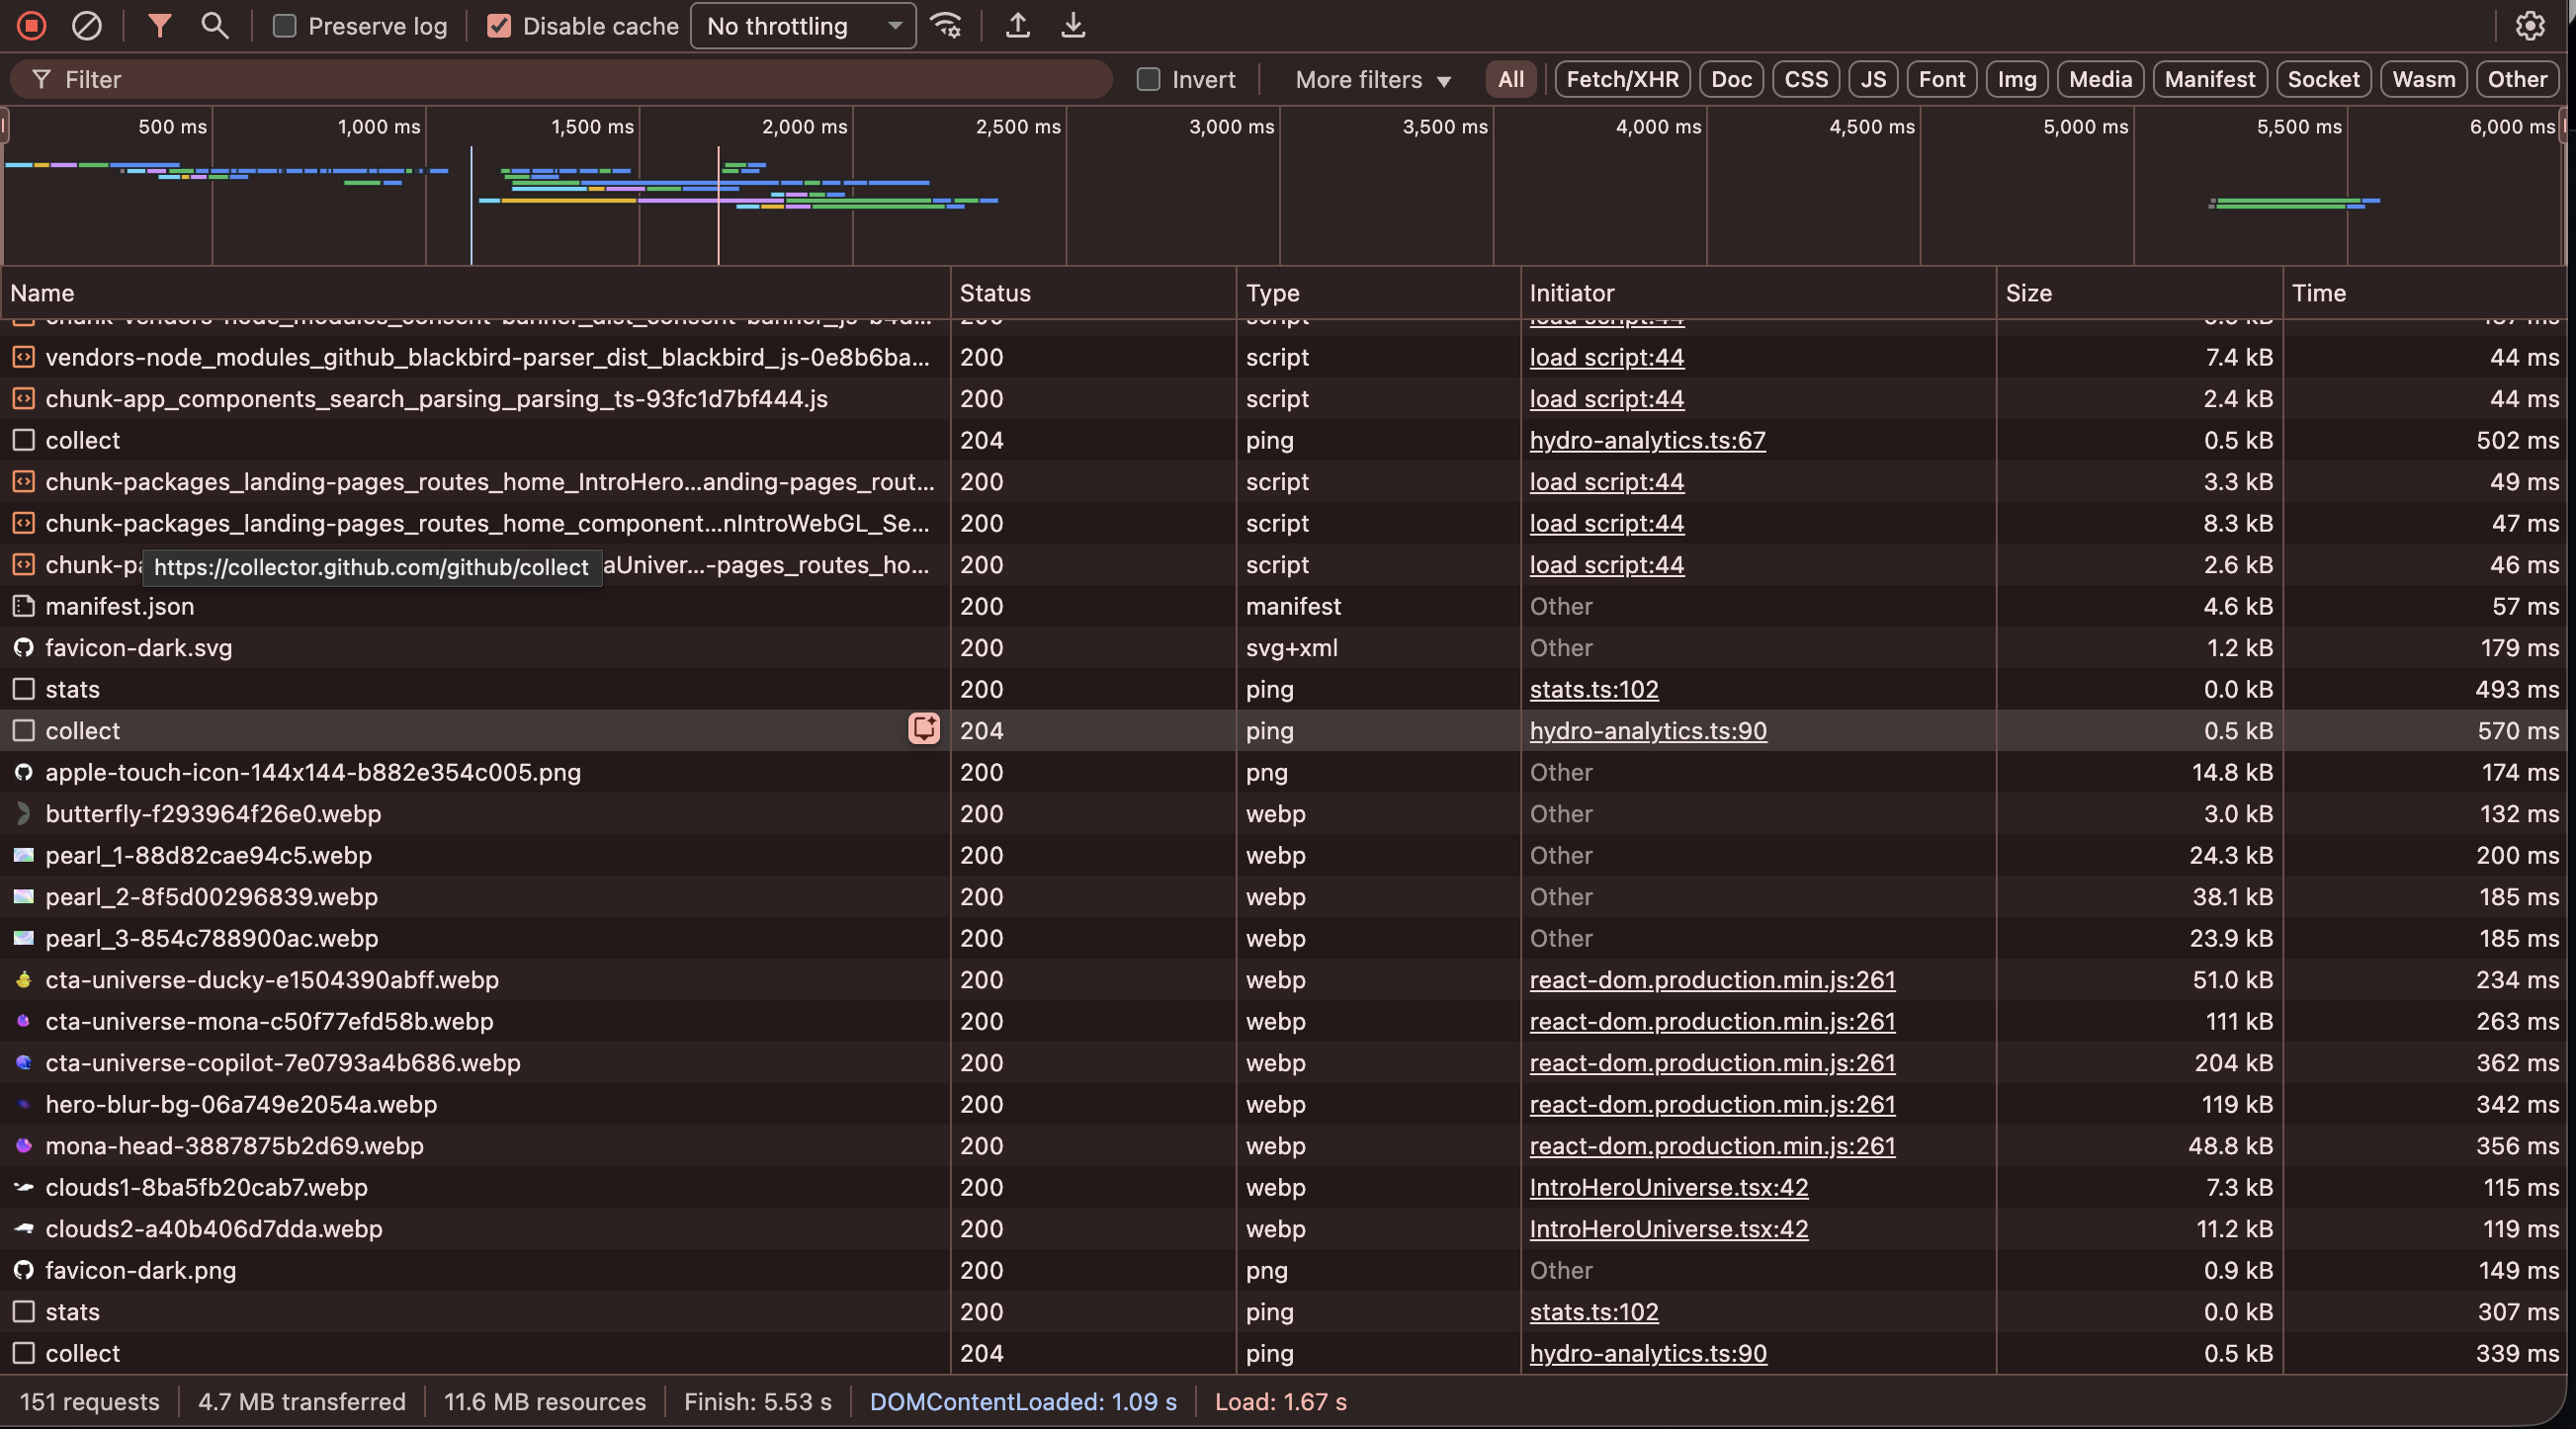 Preserve log Disable cache No throttling
Filter Invert More filters All Fetch/XHR Doc CSS JS Font Img Media Manifest Socket Wasm Other
500 ms 1,000 ms 1,500 ms 2,000 ms 2,500 ms 3,000 ms 3,500 ms 4,000 ms 4,500 ms 5,000 ms 5,500 ms 6,000 ms
Name Status Type Initiator Size Time
vendors-node_modules_github_blackbird-parser_dist_blackbird_js-0e8b6ba... 200 script load script:44 7.4 kB 44 ms
chunk-app_components_search_parsing_parsing_ts-93fc1d7bf444.js 200 script load script:44 2.4 kB 44 ms
collect 204 ping hydro-analytics.ts:67 0.5 kB 502 ms
chunk-packages_landing-pages_routes_home_IntroHero...anding-pages_rout... 200 script load script:44 3.3 kB 49 ms
chunk-packages_landing-pages_routes_home_component...nIntroWebGL_Se... 200 script load script:44 8.3 kB 47 ms
chunk-pa https://collector.github.com/github/collect aUniver...-pages_routes_ho... 200 script load script:44 2.6 kB 46 ms
manifest.json 200 manifest Other 4.6 kB 57 ms
favicon-dark.svg 200 svg+xml Other 1.2 kB 179 ms
stats 200 ping stats.ts:102 0.0 kB 493 ms
collect 204 ping hydro-analytics.ts:90 0.5 kB 570 ms
apple-touch-icon-144x144-b882e354c005.png 200 png Other 14.8 kB 174 ms
butterfly-f293964f26e0.webp 200 webp Other 3.0 kB 132 ms
pearl_1-88d82cae94c5.webp 200 webp Other 24.3 kB 200 ms
pearl_2-8f5d00296839.webp 200 webp Other 38.1 kB 185 ms
pearl_3-854c788900ac.webp 200 webp Other 23.9 kB 185 ms
cta-universe-ducky-e1504390abff.webp 200 webp react-dom.production.min.js:261 51.0 kB 234 ms
cta-universe-mona-c50f77efd58b.webp 200 webp react-dom.production.min.js:261 111 kB 263 ms
cta-universe-copilot-7e0793a4b686.webp 200 webp react-dom.production.min.js:261 204 kB 362 ms
hero-blur-bg-06a749e2054a.webp 200 webp react-dom.production.min.js:261 119 kB 342 ms
mona-head-3887875b2d69.webp 200 webp react-dom.production.min.js:261 48.8 kB 356 ms
clouds1-8ba5fb20cab7.webp 200 webp IntroHeroUniverse.tsx:42 7.3 kB 115 ms
clouds2-a40b406d7dda.webp 200 webp IntroHeroUniverse.tsx:42 11.2 kB 119 ms
favicon-dark.png 200 png Other 0.9 kB 149 ms
stats 200 ping stats.ts:102 0.0 kB 307 ms
collect 204 ping hydro-analytics.ts:90 0.5 kB 339 ms
151 requests 4.7 MB transferred 11.6 MB resources Finish: 5.53 s DOMContentLoaded: 1.09 s Load: 1.67 s